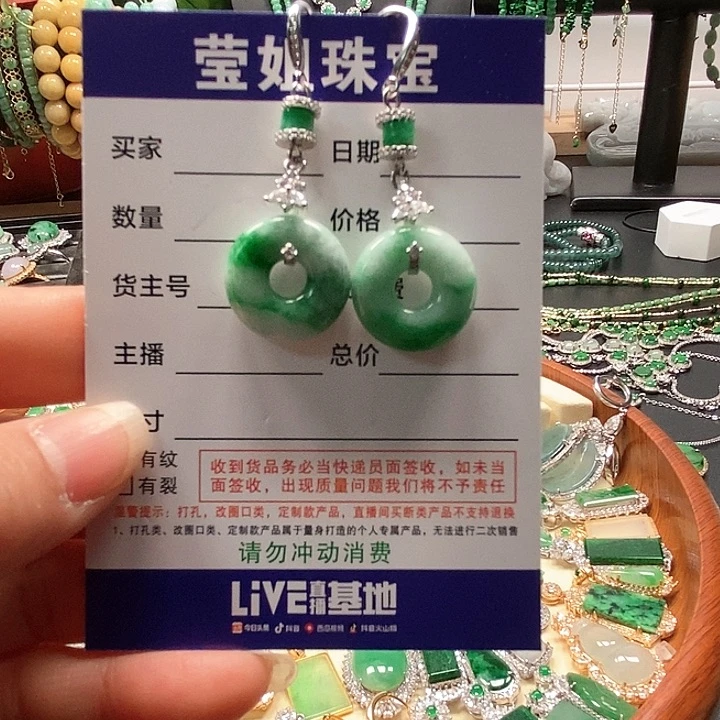 莹姐珠宝
买家 日期
数量 价格
货主号
主播 总价
寸
有纹
有裂
收到货品务必当快递员面签收，如未当
面签收，出现质量问题我们将不予责任
温警提示：打孔，改圈口类，定制款产品，直播间买断类产品不支持退换
1、打孔类、改圈口类、定制款产品属于量身打造的个人专属产品，无法进行二次销售
请勿冲动消费
LIVE直播基地
今日头条 抖音 西瓜视频 抖音火山版